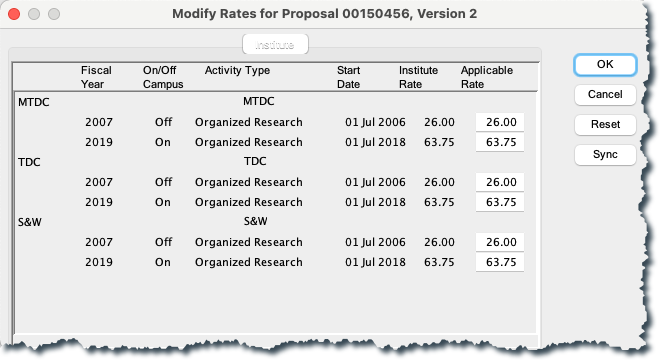 Modify Rates for Proposal 00150456, Version 2
Institute
Fiscal Year On/Off Campus Activity Type Start Date Institute Rate Applicable Rate
MTDC MTDC
2007 Off Organized Research 01 Jul 2006 26.00 26.00
2019 On Organized Research 01 Jul 2018 63.75 63.75
TDC TDC
2007 Off Organized Research 01 Jul 2006 26.00 26.00
2019 On Organized Research 01 Jul 2018 63.75 63.75
S&W S&W
2007 Off Organized Research 01 Jul 2006 26.00 26.00
2019 On Organized Research 01 Jul 2018 63.75 63.75
OK
Cancel
Reset
Sync